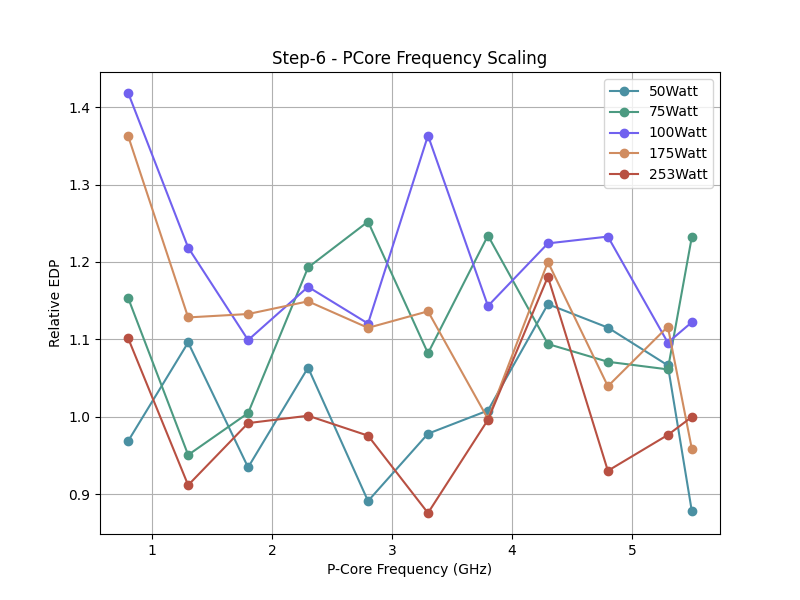 Step-6 - PCore Frequency Scaling
50Watt
75Watt
100Watt
175Watt
253Watt
Relative EDP
1.4
1.3
1.2
1.1
1.0
0.9
1 2 3 4 5
P-Core Frequency (GHz)